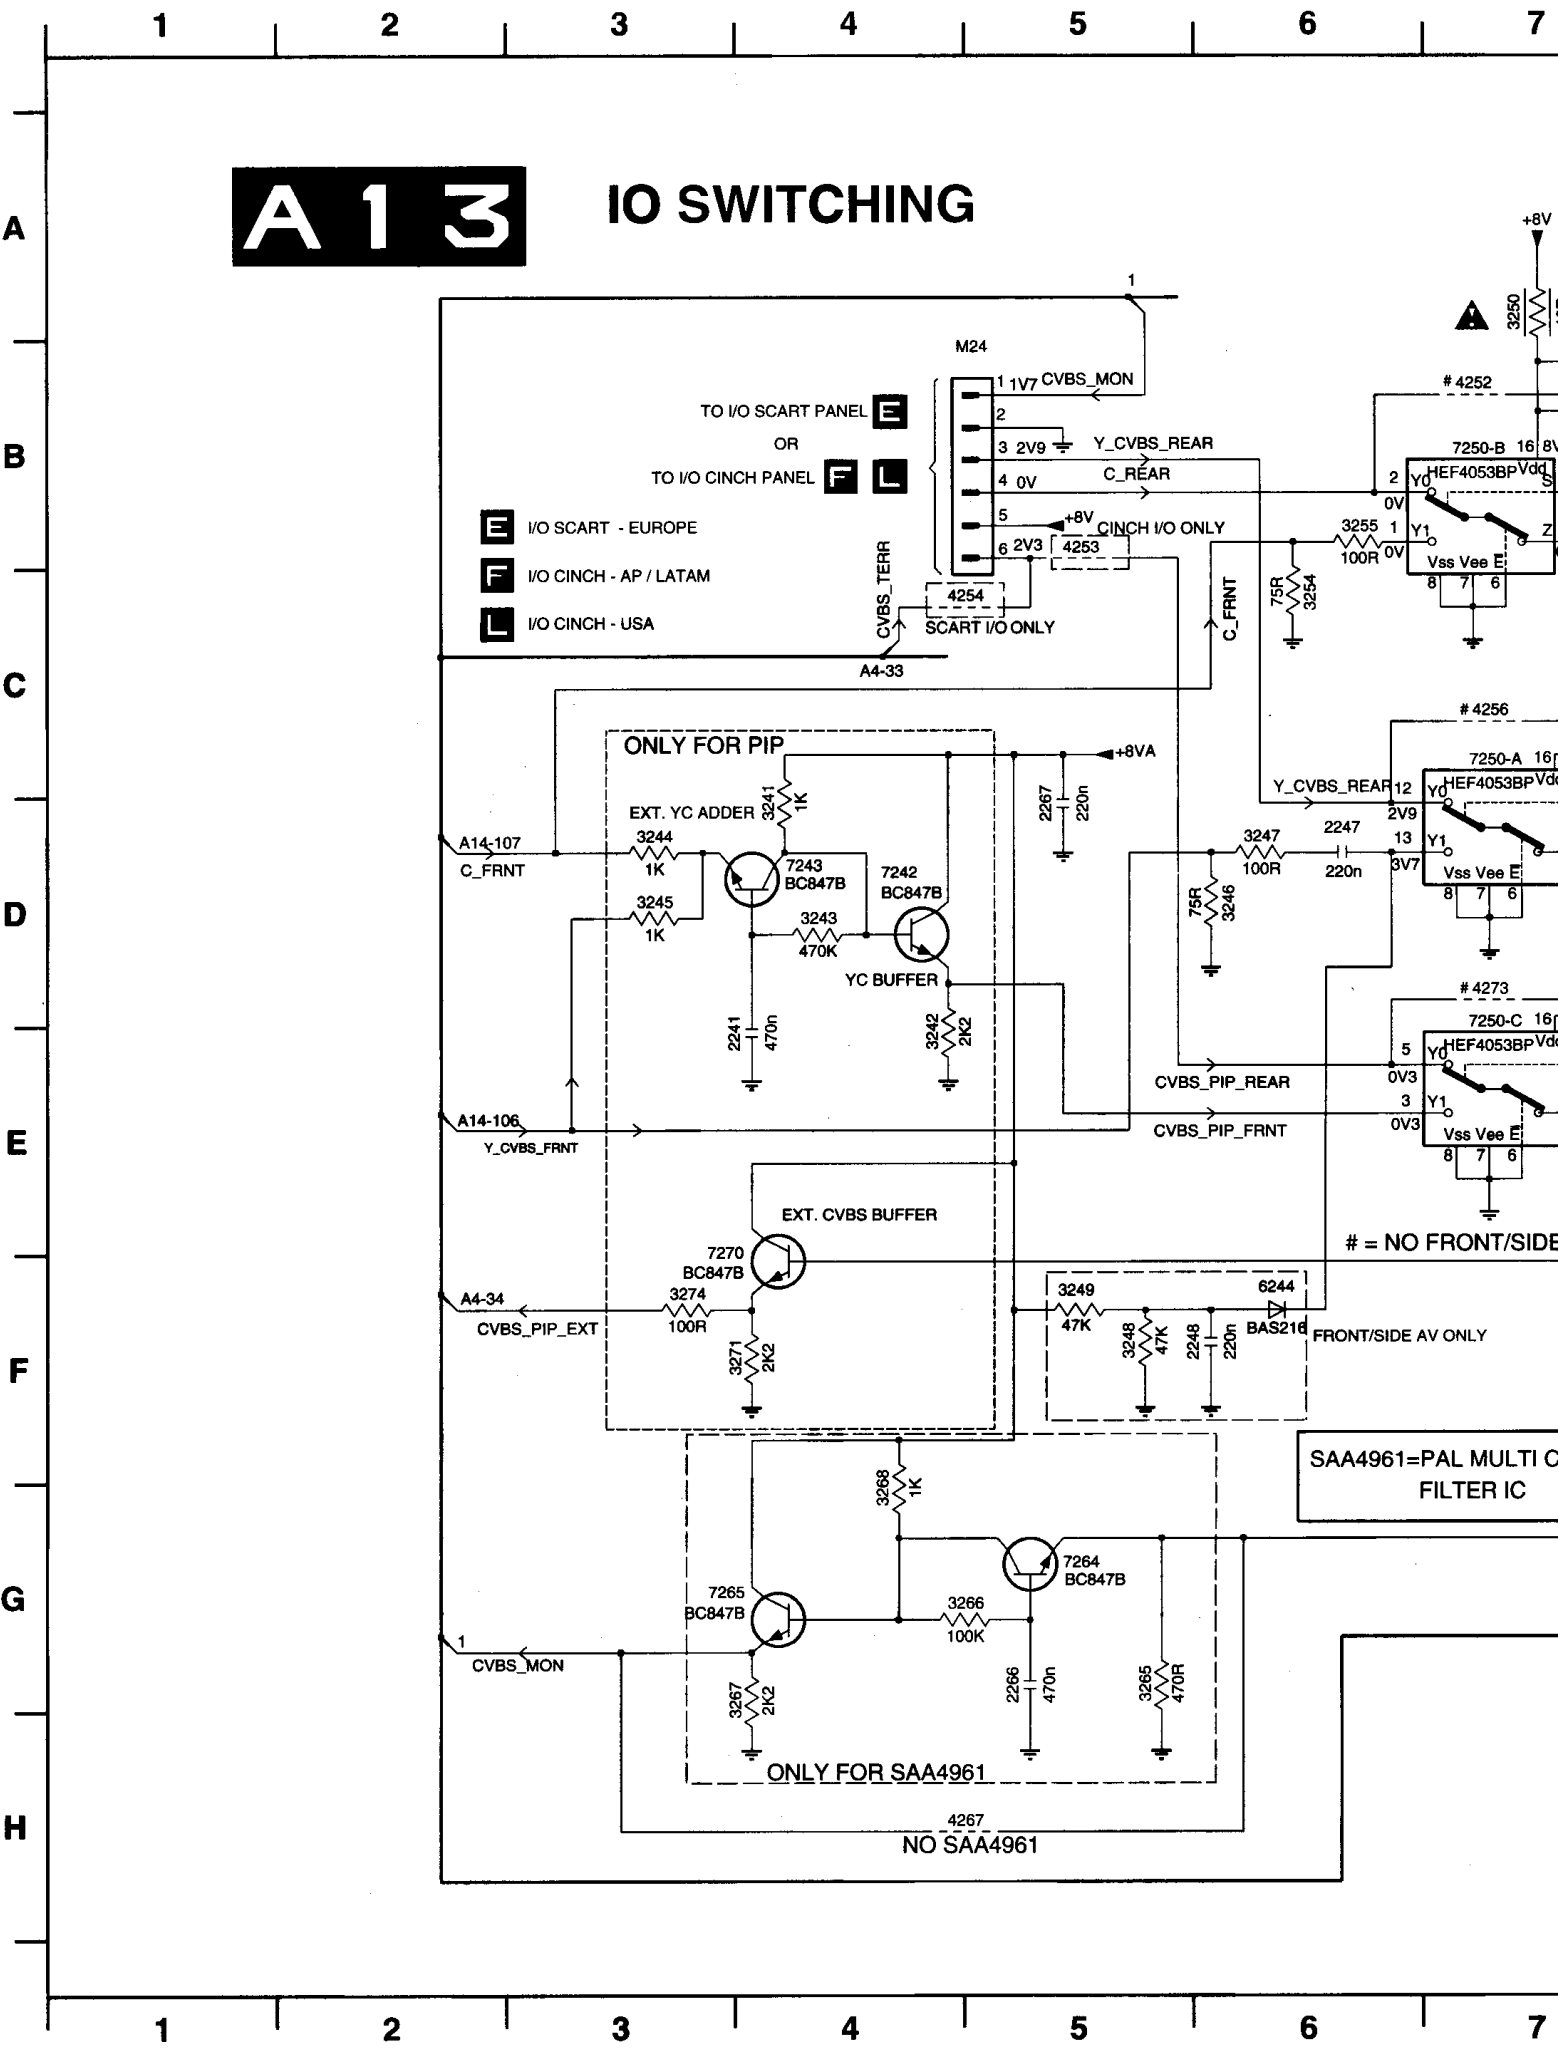 1 2 3 4 5 6 7
A
A13 IO SWITCHING
+8V
3250
1
M24
1 1V7 CVBS_MON
# 4252
TO I/O SCART PANEL E
2
OR
B
3 2V9 Y_CVBS_REAR
7250-B 16
TO I/O CINCH PANEL F L
4 0V C_REAR
2 Y0 HEF4053BP Vdd S
0V
5 +8V CINCH I/O ONLY
E I/O SCART - EUROPE
3255 1 Y1 Z
100R 0V
6 2V3 4253
Vss Vee E
F I/O CINCH - AP / LATAM
8 7 6
CVBS_TERR
4254
75R 3254
C_FRNT
L I/O CINCH - USA
SCART I/O ONLY
C
A4-33
# 4256
ONLY FOR PIP
+8VA
7250-A 16
3241 1K
2267 220n
Y_CVBS_REAR 12 Y0 HEF4053BP
2V9
EXT. YC ADDER
A14-107
C_FRNT
3244
1K
7243
BC847B
7242
BC847B
3247
100R
2247
220n
13 Y1
3V7
Vss Vee E
8 7 6
D
3245
1K
3243
470K
75R 3246
YC BUFFER
# 4273
2241 470n
3242 2K2
7250-C 16
5 Y0 HEF4053BP
0V3
CVBS_PIP_REAR
3 Y1
0V3
E
A14-106
Y_CVBS_FRNT
CVBS_PIP_FRNT
Vss Vee E
8 7 6
EXT. CVBS BUFFER
# = NO FRONT/SIDE
7270
BC847B
A4-34
CVBS_PIP_EXT
3274
100R
3249
47K
6244
BAS216
F
3271 2K2
3248 47K
2248 220n
FRONT/SIDE AV ONLY
SAA4961=PAL MULTI
FILTER IC
3268 1K
7264
BC847B
G
7265
BC847B
3266
100K
1
CVBS_MON
3267 2K2
2266 470n
3265 470R
ONLY FOR SAA4961
H
4267
NO SAA4961
1 2 3 4 5 6 7